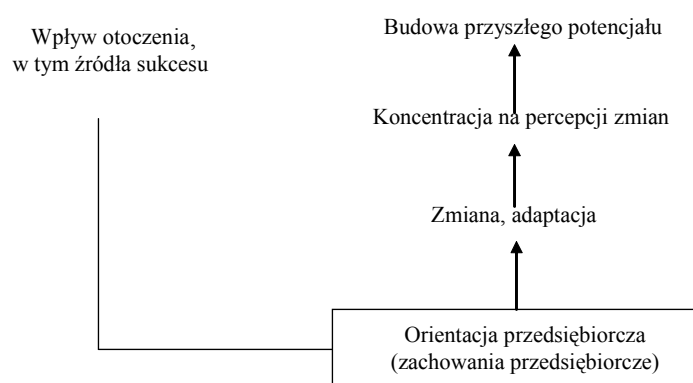 Wpływ otoczenia,
w tym źródła sukcesu
Budowa przyszłego potencjału
Koncentracja na percepcji zmian
Zmiana, adaptacja
Orientacja przedsiębiorcza
(zachowania przedsiębiorcze)